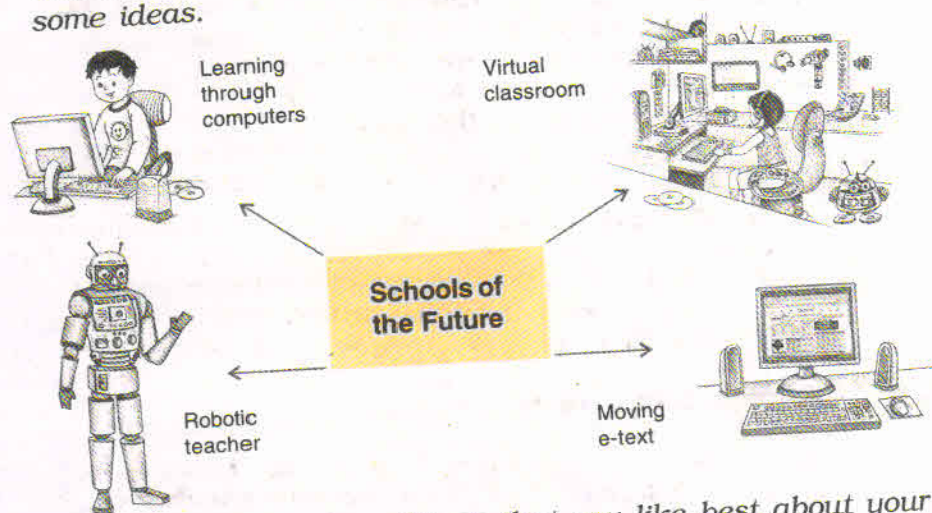 some ideas.
Learning
through
computers
Virtual
classroom
Schools of
the Future
Robotic
teacher
Moving
e-text
like best about your